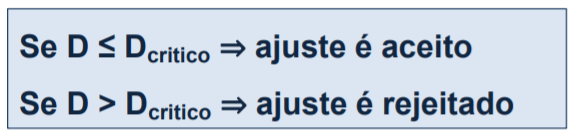 Se D ≤ Dcritico ⇒ ajuste é aceito
Se D > Dcritico ⇒ ajuste é rejeitado